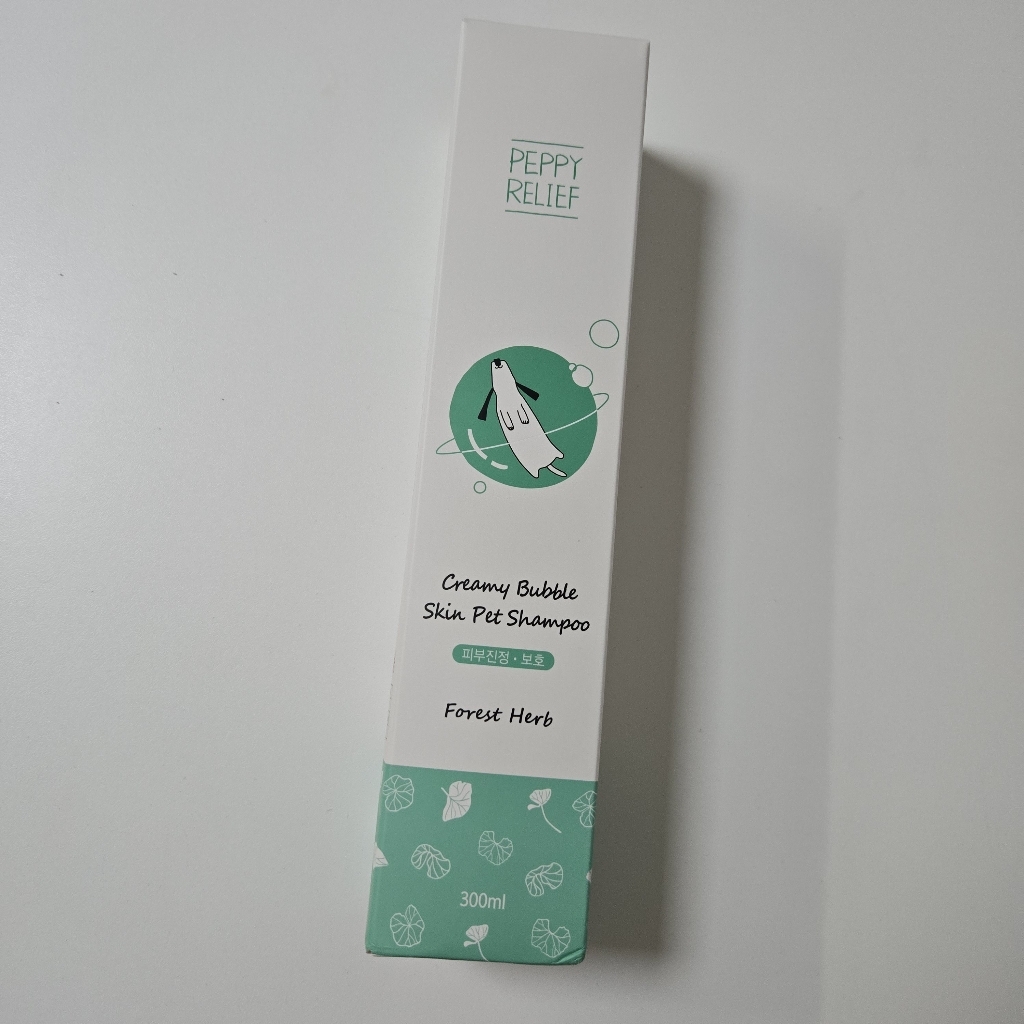 PEPPY
RELIEF
Creamy Bubble
Skin Pet Shampoo
피부진정 • 보호
Forest Herb
300ml